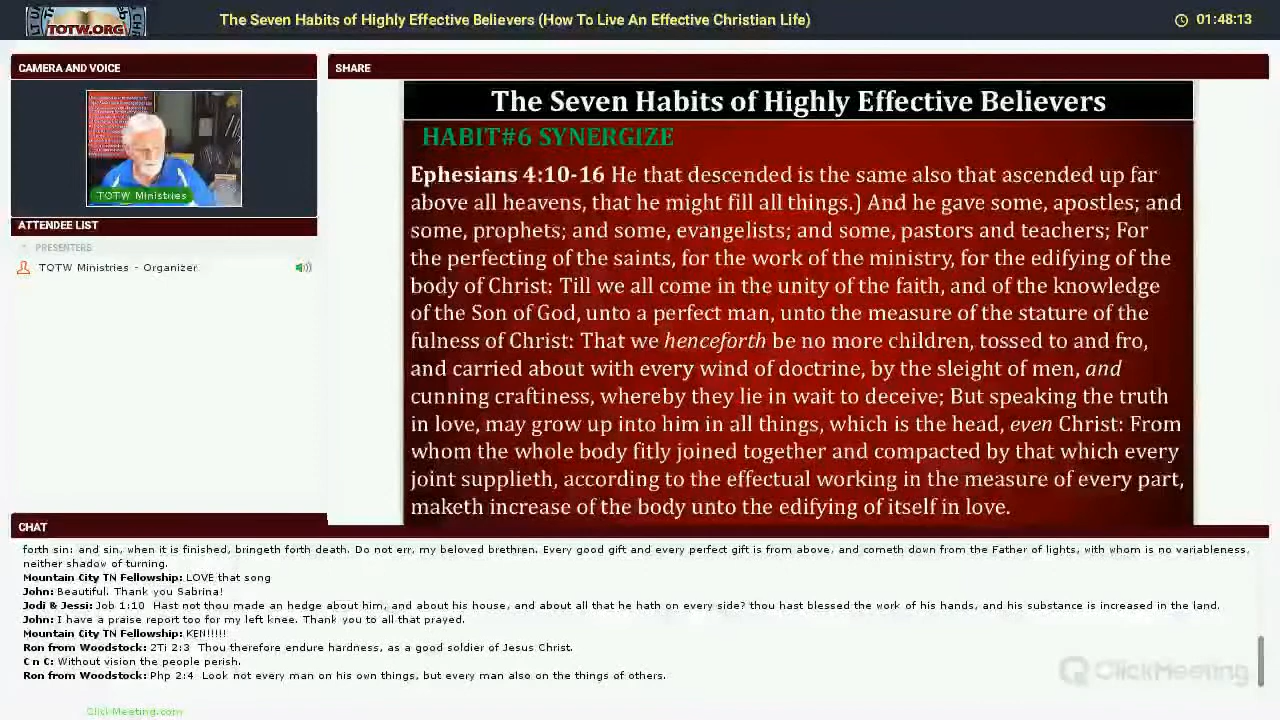 TOTW.ORG
The Seven Habits of Highly Effective Believers (How To Live An Effective Christian Life)
01:48:13
CAMERA AND VOICE
TOTW Ministries
ATTENDEE LIST
PRESENTERS
TOTW Ministries - Organizer
SHARE
The Seven Habits of Highly Effective Believers
HABIT#6 SYNERGIZE
Ephesians 4:10-16 He that descended is the same also that ascended up far
above all heavens, that he might fill all things.) And he gave some, apostles; and
some, prophets; and some, evangelists; and some, pastors and teachers; For
the perfecting of the saints, for the work of the ministry, for the edifying of the
body of Christ: Till we all come in the unity of the faith, and of the knowledge
of the Son of God, unto a perfect man, unto the measure of the stature of the
fulness of Christ: That we henceforth be no more children, tossed to and fro,
and carried about with every wind of doctrine, by the sleight of men, and
cunning craftiness, whereby they lie in wait to deceive; But speaking the truth
in love, may grow up into him in all things, which is the head, even Christ: From
whom the whole body fitly joined together and compacted by that which every
joint supplieth, according to the effectual working in the measure of every part,
maketh increase of the body unto the edifying of itself in love.
CHAT
forth sin: and sin, when it is finished, bringeth forth death. Do not err, my beloved brethren. Every good gift and every perfect gift is from above, and cometh down from the Father of lights, with whom is no variableness,
neither shadow of turning.
Mountain City TN Fellowship: LOVE that song
John: Beautiful. Thank you Sabrina!
Jodi & Jessi: Job 1:10 Hast not thou made an hedge about him, and about his house, and about all that he hath on every side? thou hast blessed the work of his hands, and his substance is increased in the land.
John: I have a praise report too for my left knee. Thank you to all that prayed.
Mountain City TN Fellowship: KEN!!!!!
Ron from Woodstock: 2Ti 2:3 Thou therefore endure hardness, as a good soldier of Jesus Christ.
C n C: Without vision the people perish.
Ron from Woodstock: Php 2:4 Look not every man on his own things, but every man also on the things of others.
ClickMeeting
ClickMeeting.com